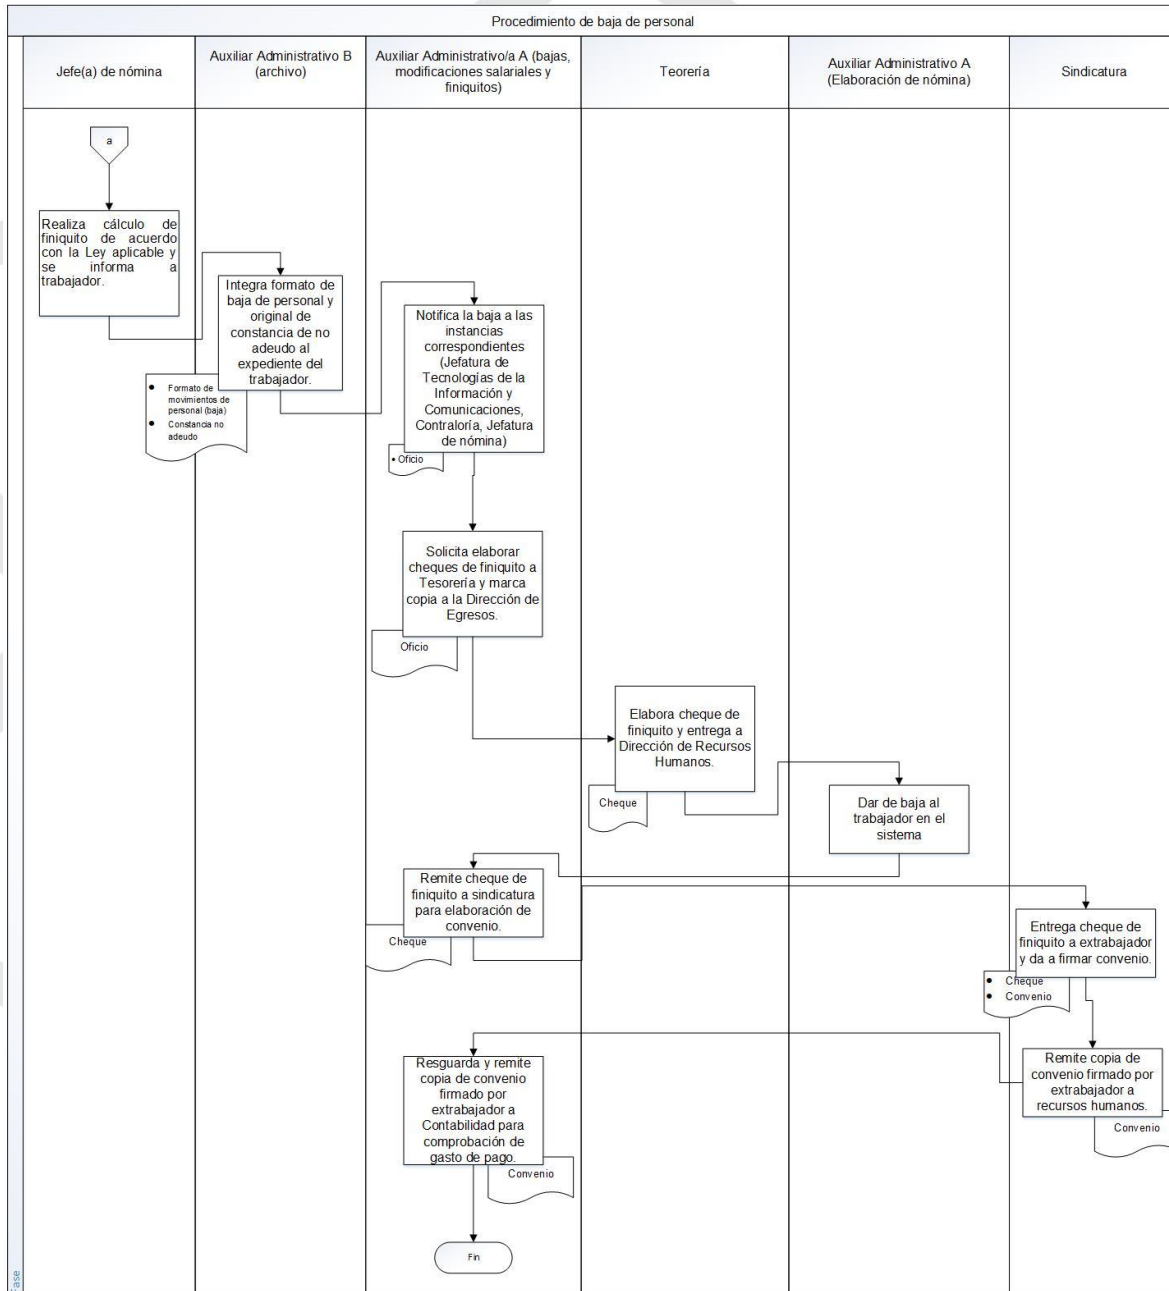 Procedimiento de baja de personal
Jefe(a) de nómina
Auxiliar Administrativo B
(archivo)
Auxiliar Administrativo/a A (bajas,
modificaciones salariales y
finiquitos)
Teorería
Auxiliar Administrativo A
(Elaboración de nómina)
Sindicatura
a
Realiza cálculo de
finiquito de acuerdo
con la Ley aplicable y
se informa a
trabajador.
Integra formato de
baja de personal y
original de
constancia de no
adeudo al
expediente del
trabajador.
• Formato de
movimientos de
personal (baja)
• Constancia no
adeudo
Notifica la baja a las
instancias
correspondientes
(Jefatura de
Tecnologías de la
Información y
Comunicaciones,
Contraloría, Jefatura
de nómina)
• Oficio
Solicita elaborar
cheques de finiquito a
Tesorería y marca
copia a la Dirección de
Egresos.
Oficio
Elabora cheque de
finiquito y entrega a
Dirección de Recursos
Humanos.
Cheque
Dar de baja al
trabajador en el
sistema
Remite cheque de
finiquito a sindicatura
para elaboración de
convenio.
Cheque
Entrega cheque de
finiquito a extrabajador
y da a firmar convenio.
• Cheque
• Convenio
Remite copia de
convenio firmado por
extrabajador a
recursos humanos.
Convenio
Resguarda y remite
copia de convenio
firmado por
extrabajador a
Contabilidad para
comprobación de
gasto de pago.
Convenio
Fin
Fase